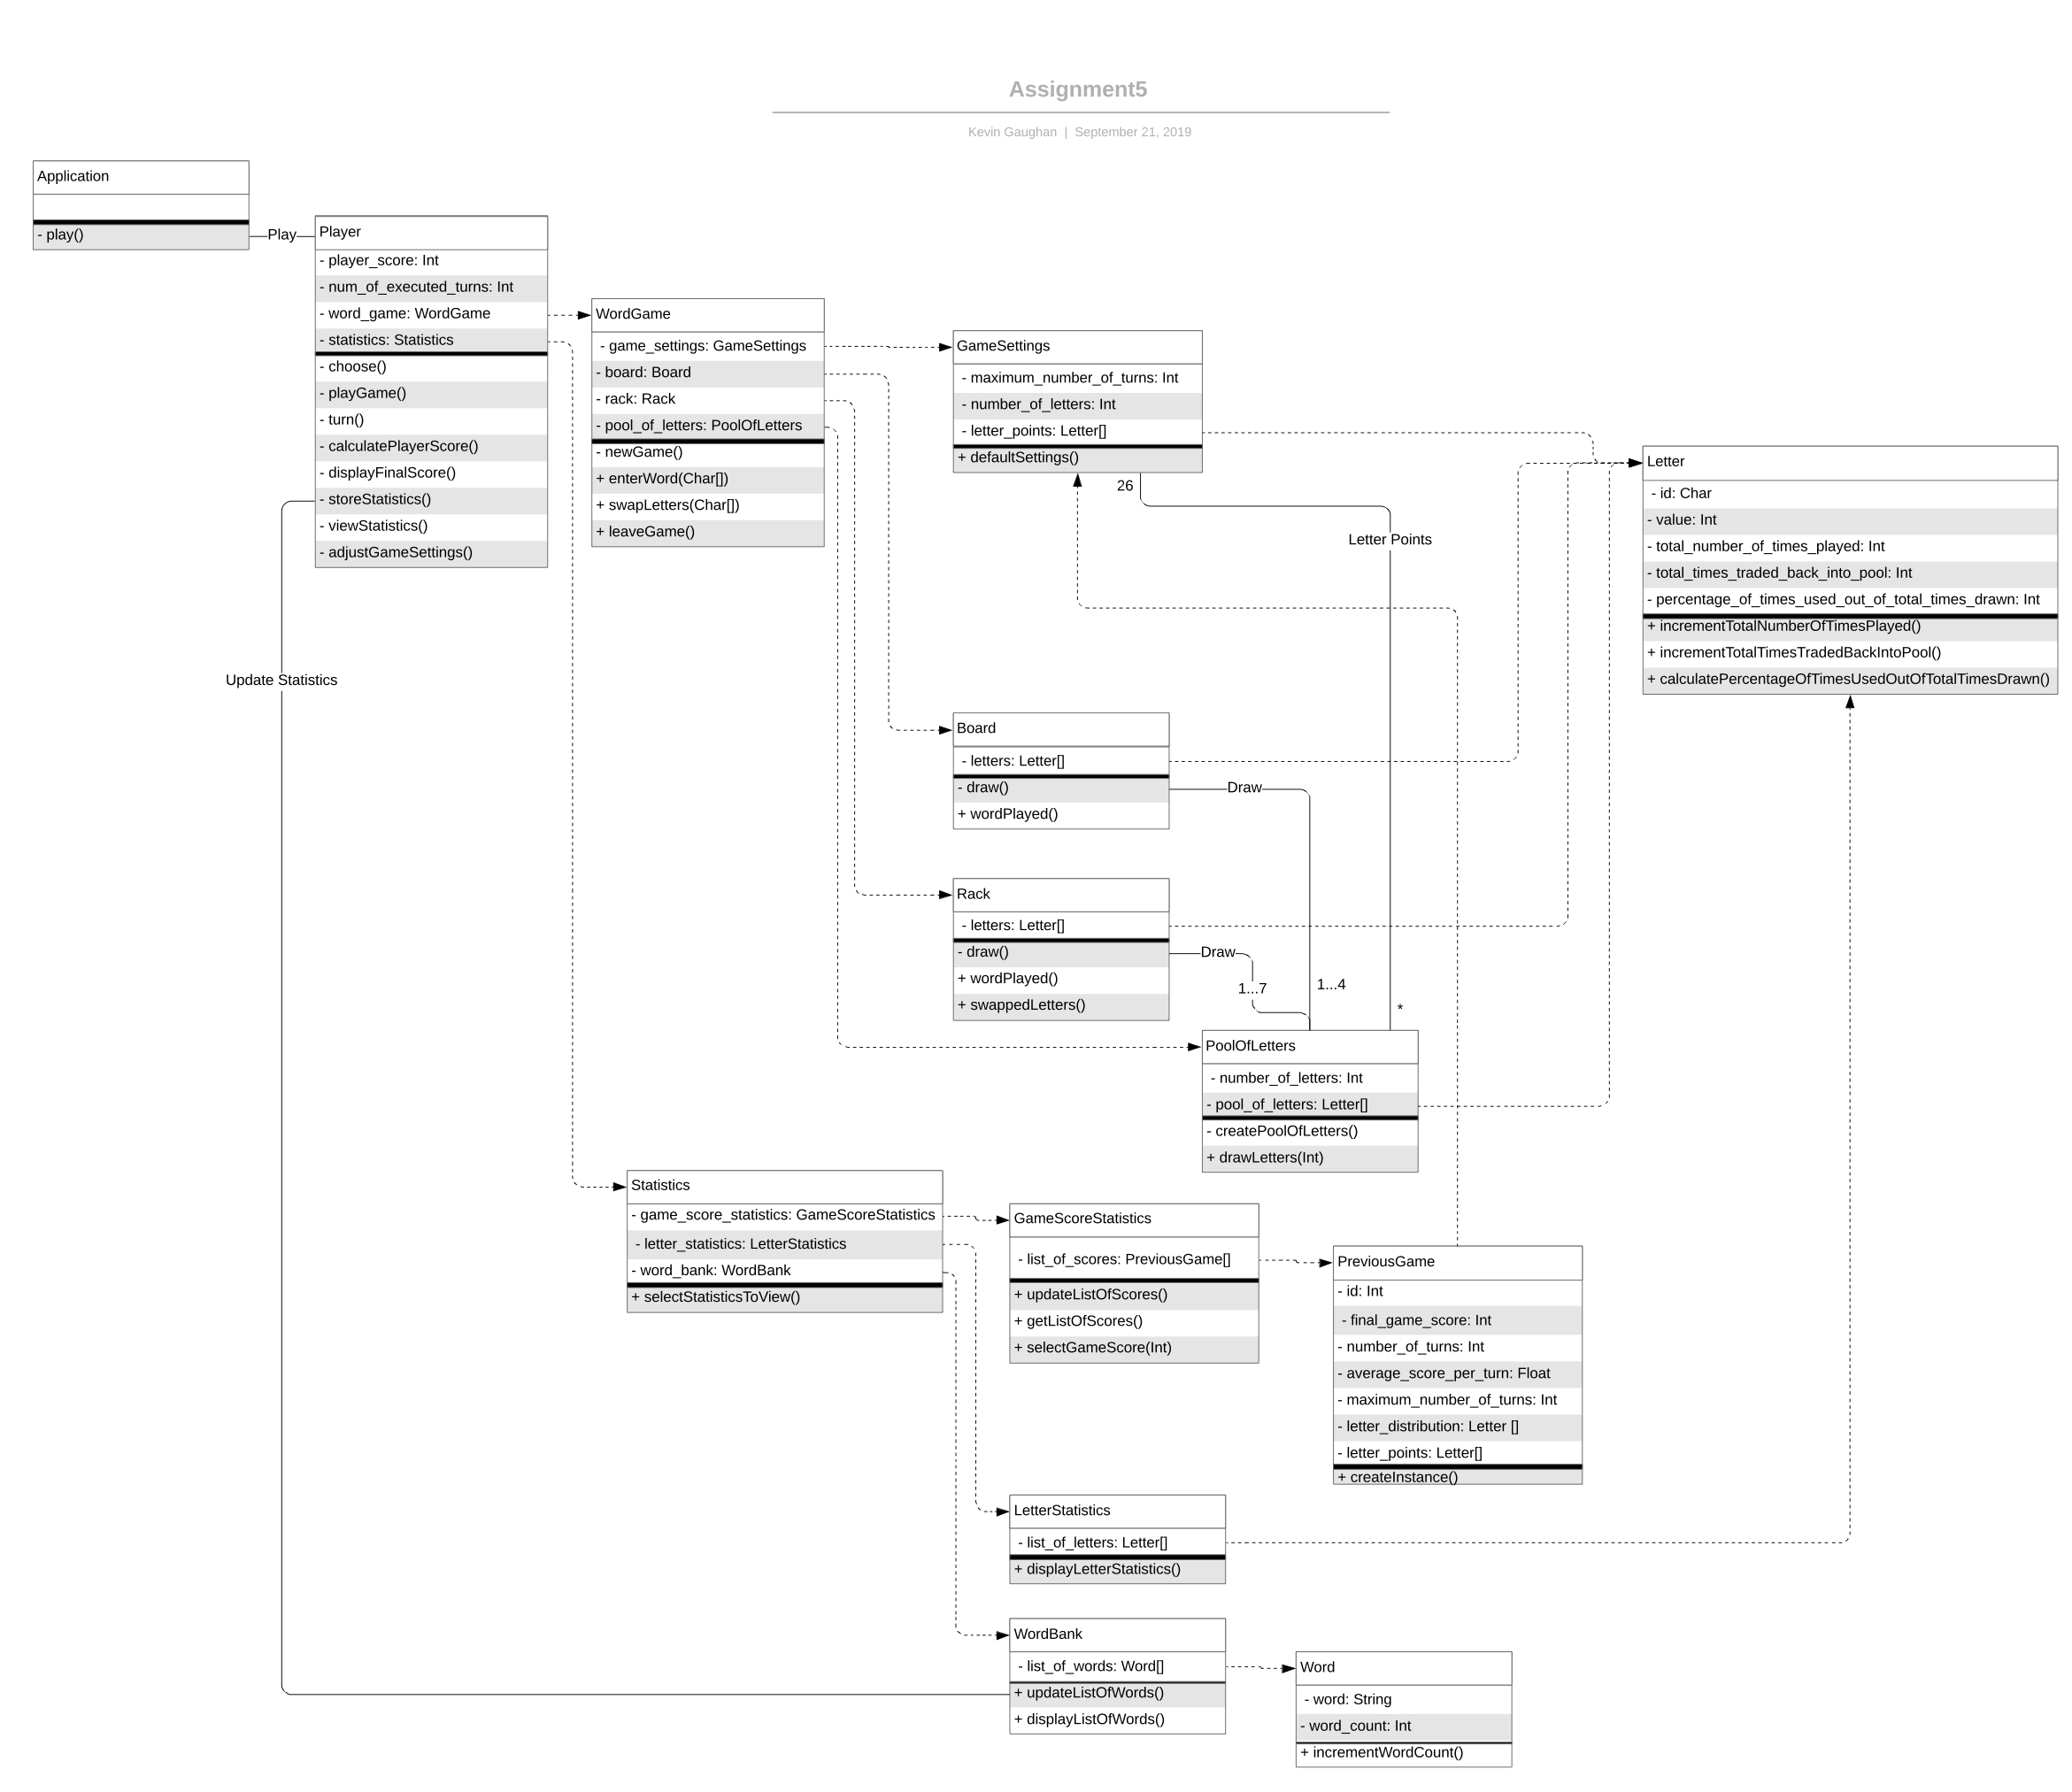 Assignment5
Kevin Gaughan | September 21, 2019
Application
- play()
Play
Player
- player_score: Int
- num_of_executed_turns: Int
- word_game: WordGame
- statistics: Statistics
- choose()
- playGame()
- turn()
- calculatePlayerScore()
- displayFinalScore()
- storeStatistics()
- viewStatistics()
- adjustGameSettings()
Update Statistics
WordGame
- game_settings: GameSettings
- board: Board
- rack: Rack
- pool_of_letters: PoolOfLetters
- newGame()
+ enterWord(Char[])
+ swapLetters(Char[])
+ leaveGame()
GameSettings
- maximum_number_of_turns: Int
- number_of_letters: Int
- letter_points: Letter[]
+ defaultSettings()
26
Letter Points
Letter
- id: Char
- value: Int
- total_number_of_times_played: Int
- total_times_traded_back_into_pool: Int
- percentage_of_times_used_out_of_total_times_drawn: Int
+ incrementTotalNumberOfTimesPlayed()
+ incrementTotalTimesTradedBackIntoPool()
+ calculatePercentageOfTimesUsedOutOfTotalTimesDrawn()
Board
- letters: Letter[]
- draw()
+ wordPlayed()
Draw
Rack
- letters: Letter[]
- draw()
+ wordPlayed()
+ swappedLetters()
Draw
1...7
1...4
*
PoolOfLetters
- number_of_letters: Int
- pool_of_letters: Letter[]
- createPoolOfLetters()
+ drawLetters(Int)
Statistics
- game_score_statistics: GameScoreStatistics
- letter_statistics: LetterStatistics
- word_bank: WordBank
+ selectStatisticsToView()
GameScoreStatistics
- list_of_scores: PreviousGame[]
+ updateListOfScores()
+ getListOfScores()
+ selectGameScore(Int)
PreviousGame
- id: Int
- final_game_score: Int
- number_of_turns: Int
- average_score_per_turn: Float
- maximum_number_of_turns: Int
- letter_distribution: Letter []
- letter_points: Letter[]
+ createInstance()
LetterStatistics
- list_of_letters: Letter[]
+ displayLetterStatistics()
WordBank
- list_of_words: Word[]
+ updateListOfWords()
+ displayListOfWords()
Word
- word: String
- word_count: Int
+ incrementWordCount()